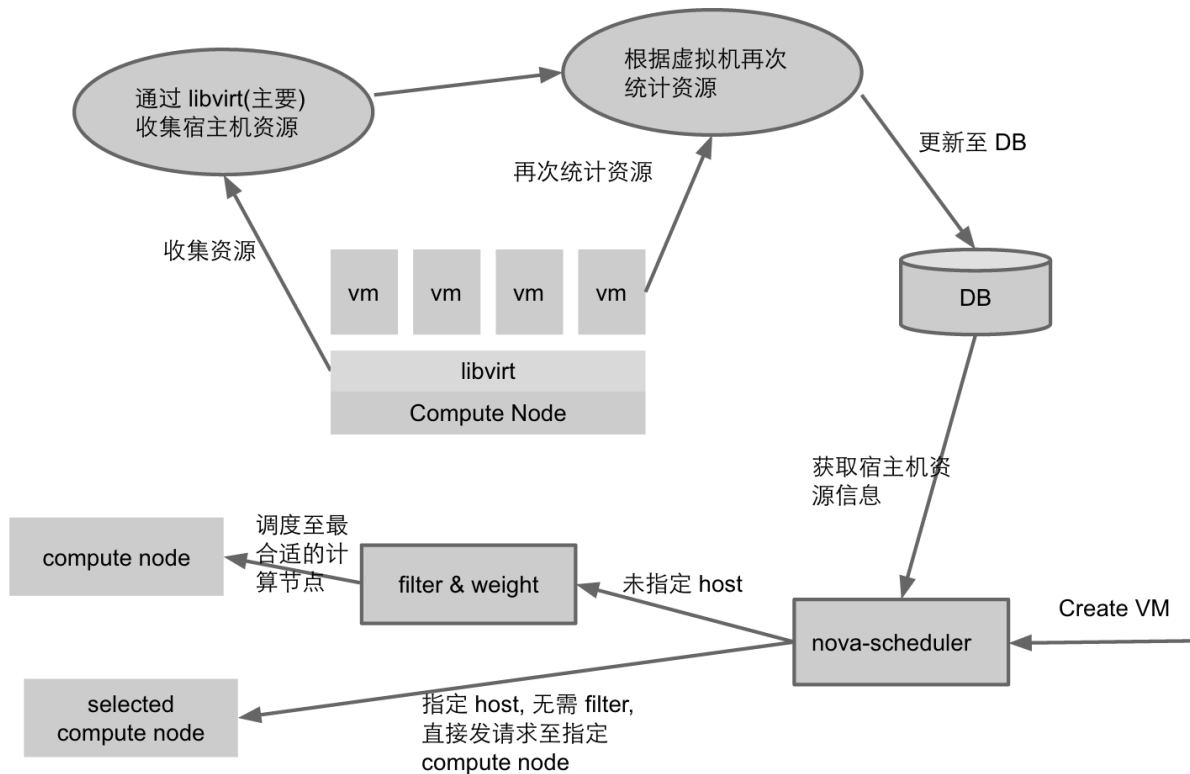 通过 libvirt(主要)
收集宿主机资源
根据虚拟机再次
统计资源
更新至 DB
再次统计资源
收集资源
vm
vm
vm
vm
DB
libvirt
Compute Node
获取宿主机资
源信息
调度至最
合适的计
算节点
compute node
filter & weight
未指定 host
Create VM
nova-scheduler
selected
compute node
指定 host, 无需 filter,
直接发请求至指定
compute node